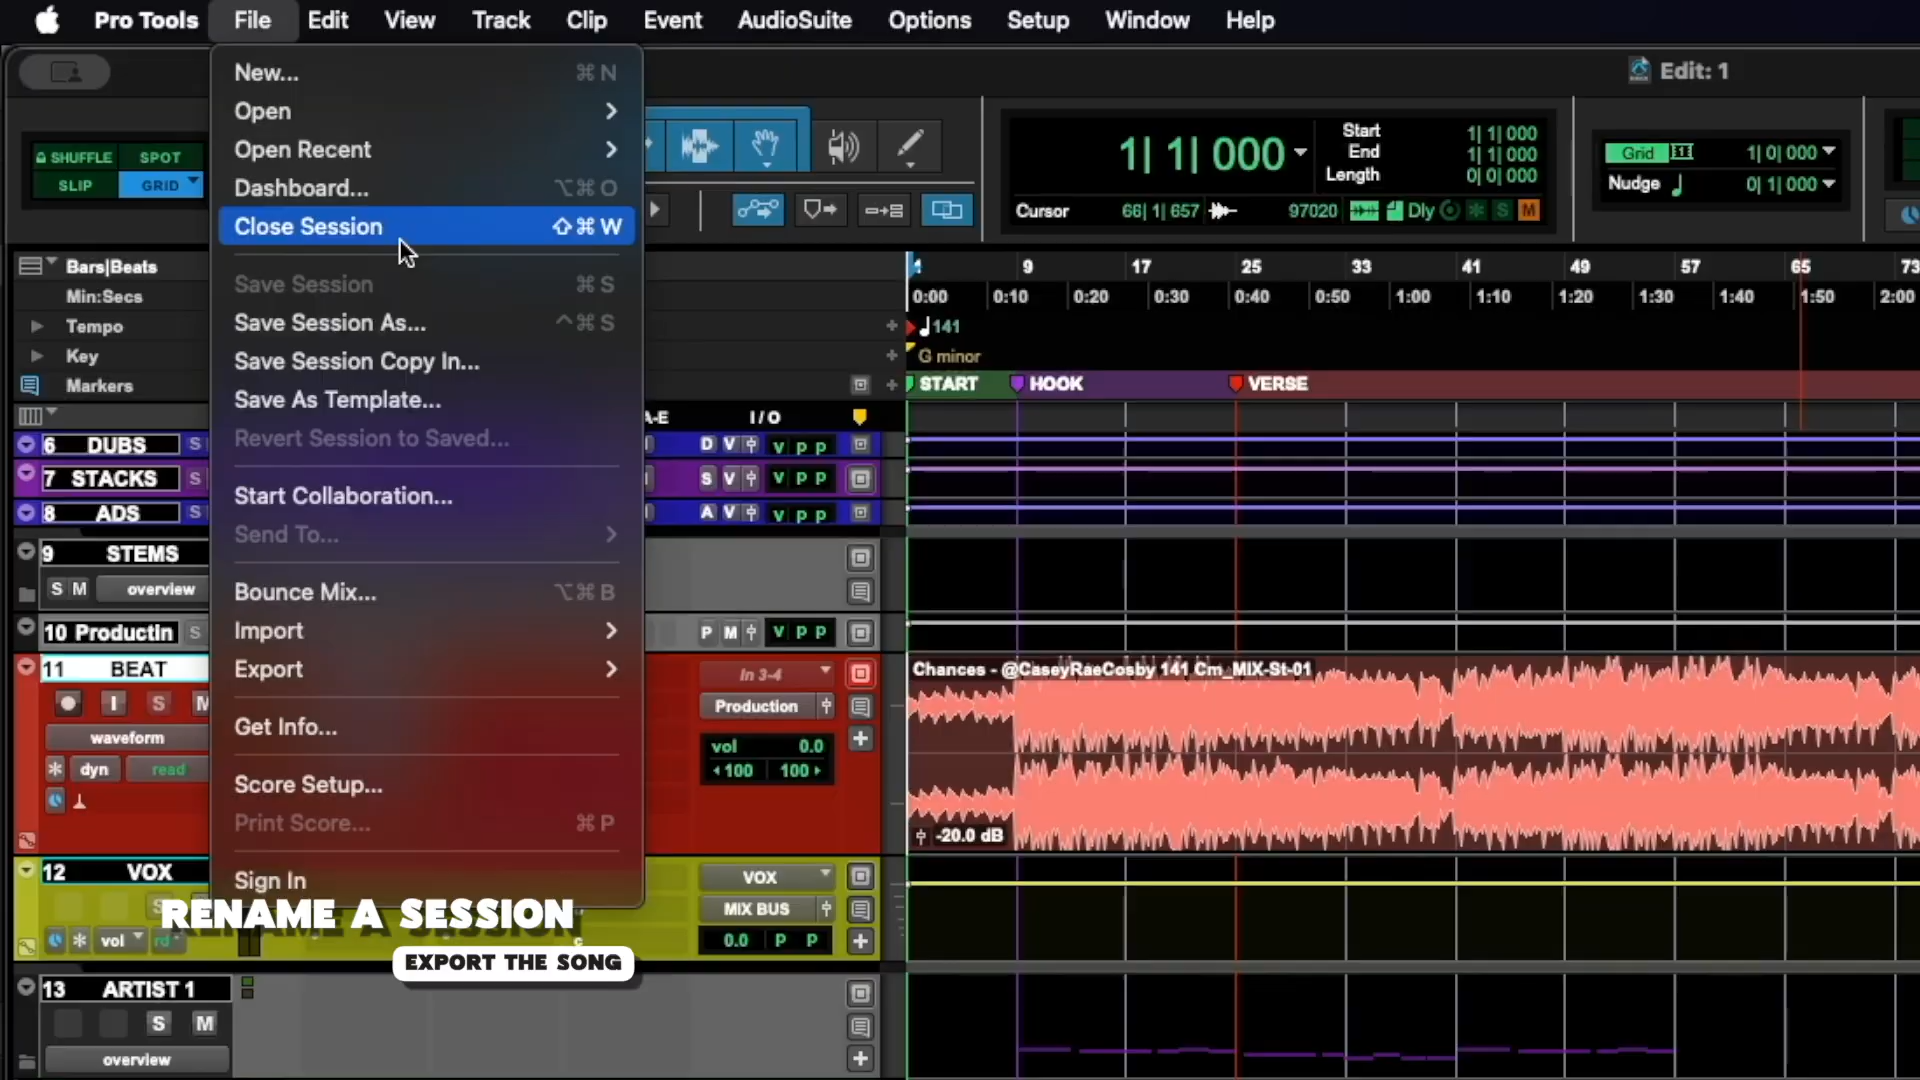 Pro Tools File Edit View Track Clip Event AudioSuite Options Setup Window Help
Edit: 1
New... ⌘ N
Open
Open Recent
Dashboard... ⌥⌘ O
Close Session ⇧⌘ W
Save Session ⌘ S
Save Session As... ^⌘ S
Save Session Copy In...
Save As Template...
Revert Session to Saved...
Start Collaboration...
Send To...
Bounce Mix... ⌥⌘ B
Import
Export
Get Info...
Score Setup...
Print Score... ⌘ P
Sign In
SHUFFLE SPOT
SLIP GRID
1| 1| 000
Start 1| 1| 000
End 1| 1| 000
Length 0| 0| 000
Cursor 66| 1| 657 97020 Dly S M
Grid 1| 0| 000
Nudge 0| 1| 000
Bars|Beats 1 9 17 25 33 41 49 57 65 73
Min:Secs 0:00 0:10 0:20 0:30 0:40 0:50 1:00 1:10 1:20 1:30 1:40 1:50 2:00
Tempo 141
Key G minor
Markers START HOOK VERSE
A-E I / O
6 DUBS S D V V P P
7 STACKS S S V V P P
8 ADS S A V V P P
9 STEMS
S M overview
10 Productin S P M V P P
11 BEAT In 3-4
I S M Production
waveform vol 0.0
dyn read 100 100
Chances - @CaseyRaeCosby 141 Cm_MIX-St-01
-20.0 dB
12 VOX VOX
S MIX BUS
vol rd 0.0 P P
RENAME A SESSION
EXPORT THE SONG
13 ARTIST 1
S M
overview